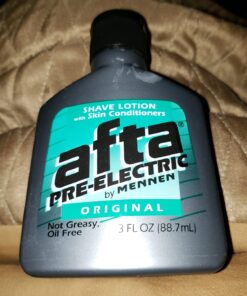 SHAVE LOTION
with Skin Conditioners
afta®
PRE-ELECTRIC
by MENNEN
ORIGINAL
Not Greasy,
Oil Free
3 FL OZ (88.7mL)